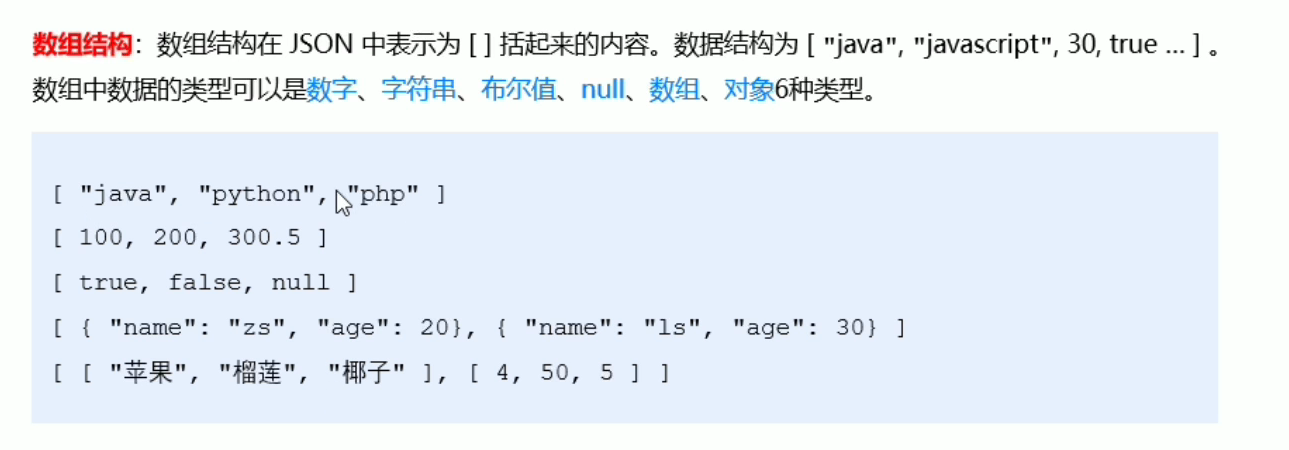 数组结构：数组结构在 JSON 中表示为 [ ] 括起来的内容。数据结构为 [ "java", "javascript", 30, true … ] 。
数组中数据的类型可以是数字、字符串、布尔值、null、数组、对象6种类型。
[ "java", "python", "php" ]
[ 100, 200, 300.5 ]
[ true, false, null ]
[ { "name": "zs", "age": 20}, { "name": "ls", "age": 30} ]
[ [ "苹果", "榴莲", "椰子" ], [ 4, 50, 5 ] ]